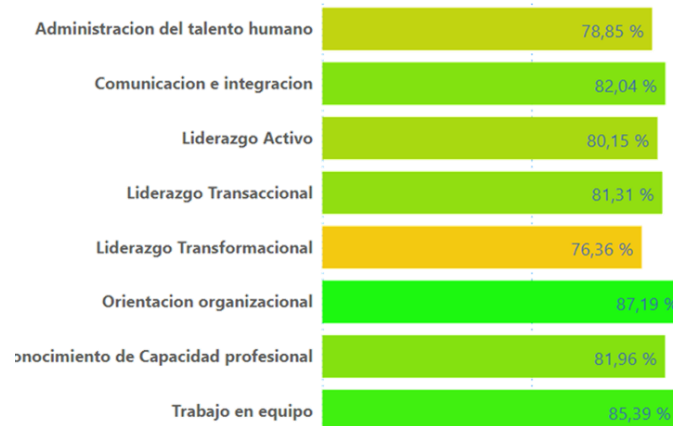 Administracion del talento humano 78,85 %
Comunicacion e integracion 82,04 %
Liderazgo Activo 80,15 %
Liderazgo Transaccional 81,31 %
Liderazgo Transformacional 76,36 %
Orientacion organizacional 87,19 %
onocimiento de Capacidad profesional 81,96 %
Trabajo en equipo 85,39 %